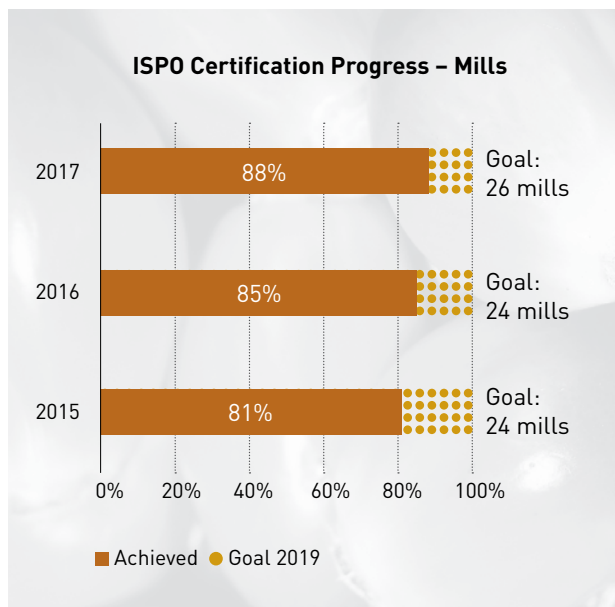 ISPO Certification Progress – Mills
2017
88%
Goal:
26 mills
2016
85%
Goal:
24 mills
2015
81%
Goal:
24 mills
0% 20% 40% 60% 80% 100%
Achieved Goal 2019